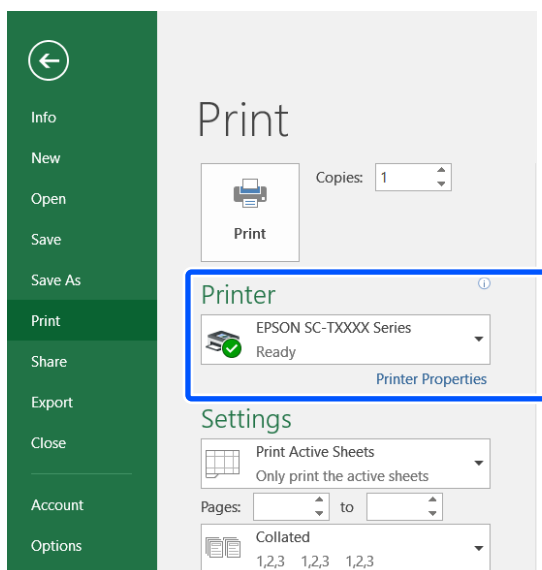 Info
New
Open
Save
Save As
Print
Share
Export
Close
Account
Options
Print
Copies: 1
Print
Printer
EPSON SC-TXXXX Series
Ready
Printer Properties
Settings
Print Active Sheets
Only print the active sheets
Pages: to
Collated
1,2,3 1,2,3 1,2,3